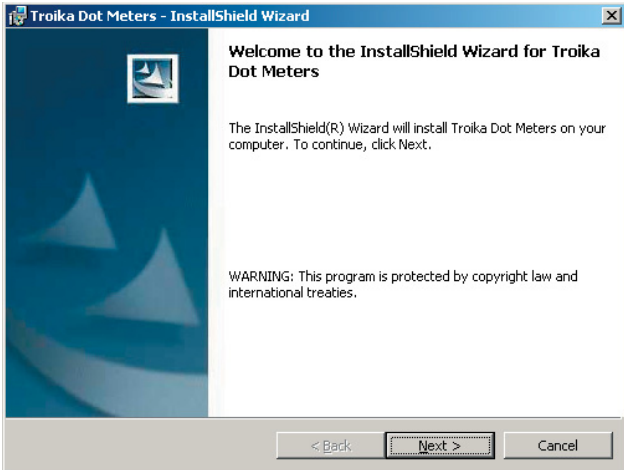 Troika Dot Meters - InstallShield Wizard
Welcome to the InstallShield Wizard for Troika
Dot Meters
The InstallShield(R) Wizard will install Troika Dot Meters on your
computer. To continue, click Next.
WARNING: This program is protected by copyright law and
international treaties.
< Back Next > Cancel